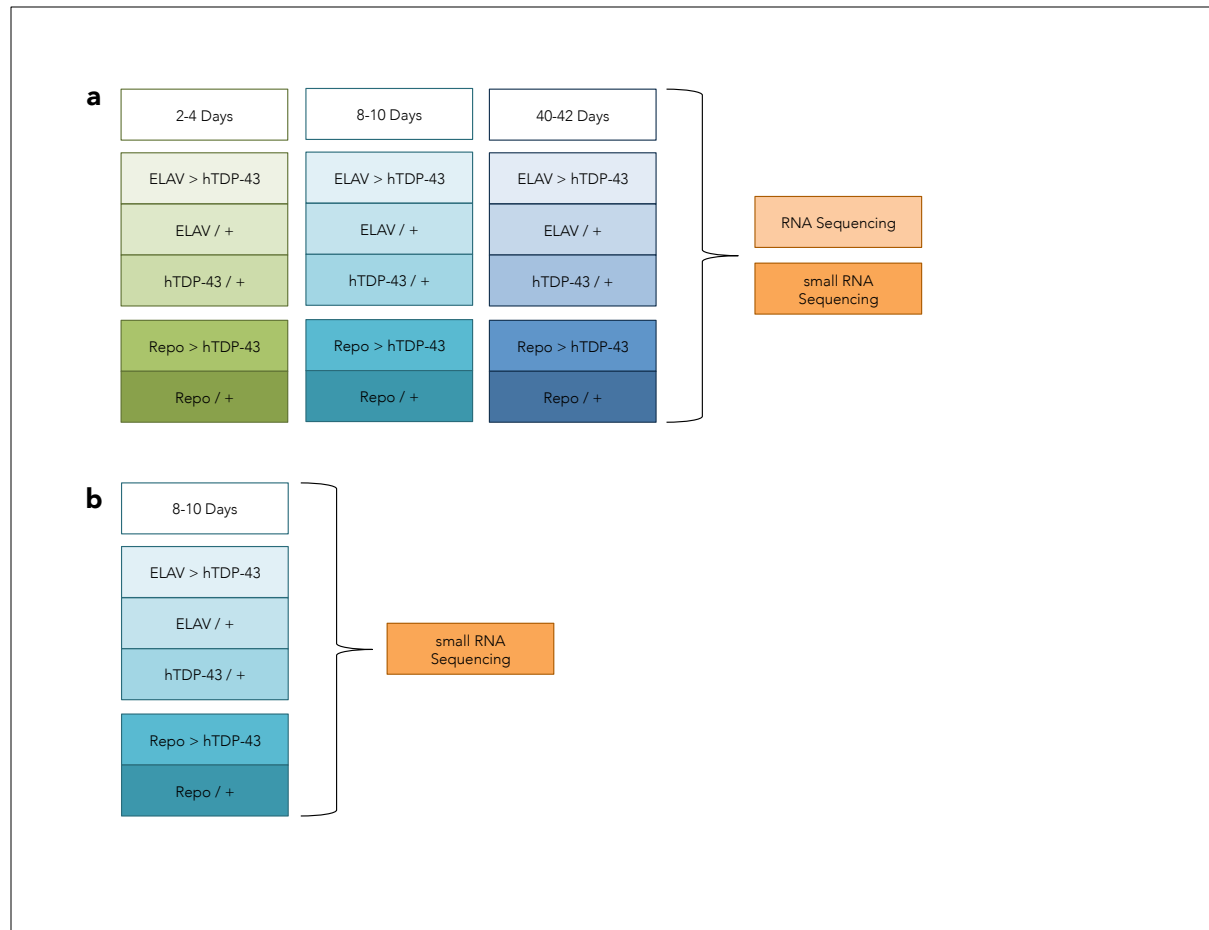 a
2-4 Days
8-10 Days
40-42 Days
ELAV > hTDP-43
ELAV > hTDP-43
ELAV > hTDP-43
ELAV / +
ELAV / +
ELAV / +
hTDP-43 / +
hTDP-43 / +
hTDP-43 / +
Repo > hTDP-43
Repo > hTDP-43
Repo > hTDP-43
Repo / +
Repo / +
Repo / +
RNA Sequencing
small RNA
Sequencing
b
8-10 Days
ELAV > hTDP-43
ELAV / +
hTDP-43 / +
Repo > hTDP-43
Repo / +
small RNA
Sequencing